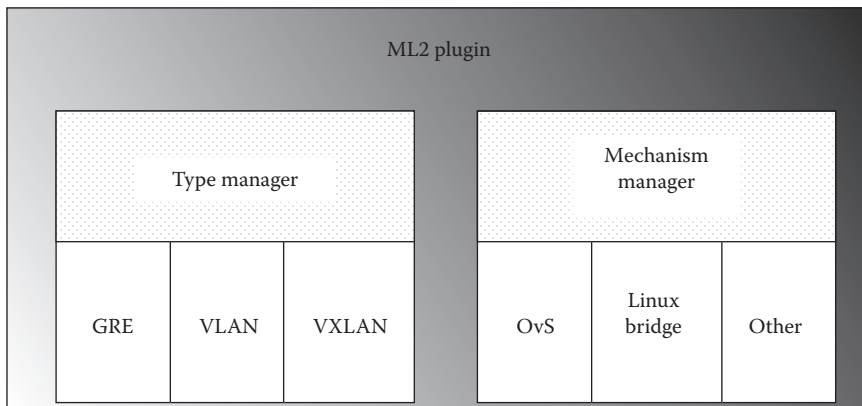 ML2 plugin
Type manager
Mechanism
manager
GRE
VLAN
VXLAN
OvS
Linux
bridge
Other